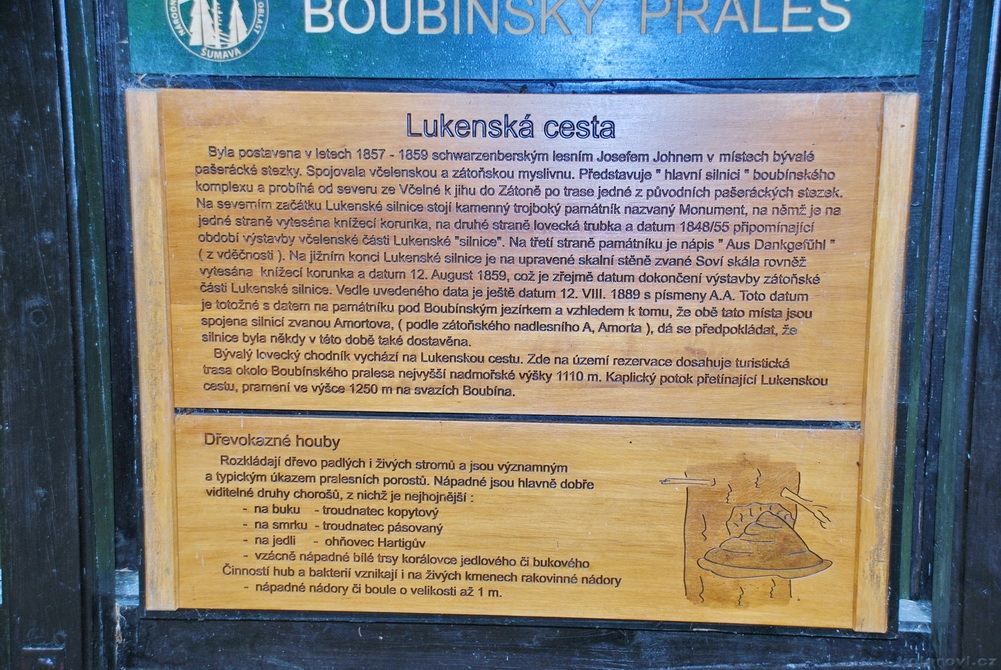 NÁRODNÍ
OBLAST
ŠUMAVA
BOUBÍNSKÝ PRALES
Lukenská cesta
Byla postavena v letech 1857 - 1859 schwarzenberským lesním Josefem Johnem v místech bývalé
pašerácké stezky. Spojovala včelenskou a zátoňskou myslivnu. Představuje " hlavní silnici " boubínského
komplexu a probíhá od severu ze Včelné k jihu do Zátoně po trase jedné z původních pašeráckých stezek.
Na severním začátku Lukenské silnice stojí kamenný trojboký památník nazvaný Monument, na němž je na
jedné straně vytesána knížecí korunka, na druhé straně lovecká trubka a datum 1848/55 připomínající
období výstavby včelenské části Lukenské "silnice". Na třetí straně památníku je nápis " Aus Dankgefühl "
( z vděčnosti ). Na jižním konci Lukenské silnice je na upravené skalní stěně zvané Soví skála rovněž
vytesána knížecí korunka a datum 12. August 1859, což je zřejmě datum dokončení výstavby zátoňské
části Lukenské silnice. Vedle uvedeného data je ještě datum 12. VIII. 1889 s písmeny A.A. Toto datum
je totožné s datem na památníku pod Boubínským jezírkem a vzhledem k tomu, že obě tato místa jsou
spojena silnicí zvanou Amortova, ( podle zátoňského nadlesního A, Amorta ), dá se předpokládat, že
silnice byla někdy v této době také dostavěna.
Bývalý lovecký chodník vychází na Lukenskou cestu. Zde na území rezervace dosahuje turistická
trasa okolo Boubínského pralesa nejvyšší nadmořské výšky 1110 m. Kaplický potok přetínající Lukenskou
cestu, pramení ve výšce 1250 m na svazích Boubína.
Dřevokazné houby
Rozkládají dřevo padlých i živých stromů a jsou významným
a typickým úkazem pralesních porostů. Nápadné jsou hlavně dobře
viditelné druhy chorošů, z nichž je nejhojnější :
- na buku - troudnatec kopytový
- na smrku - troudnatec pásovaný
- na jedli - ohňovec Hartigův
- vzácně nápadné bílé trsy korálovce jedlového či bukového
Činností hub a bakterií vznikají i na živých kmenech rakovinné nádory
- nápadné nádory či boule o velikosti až 1 m.